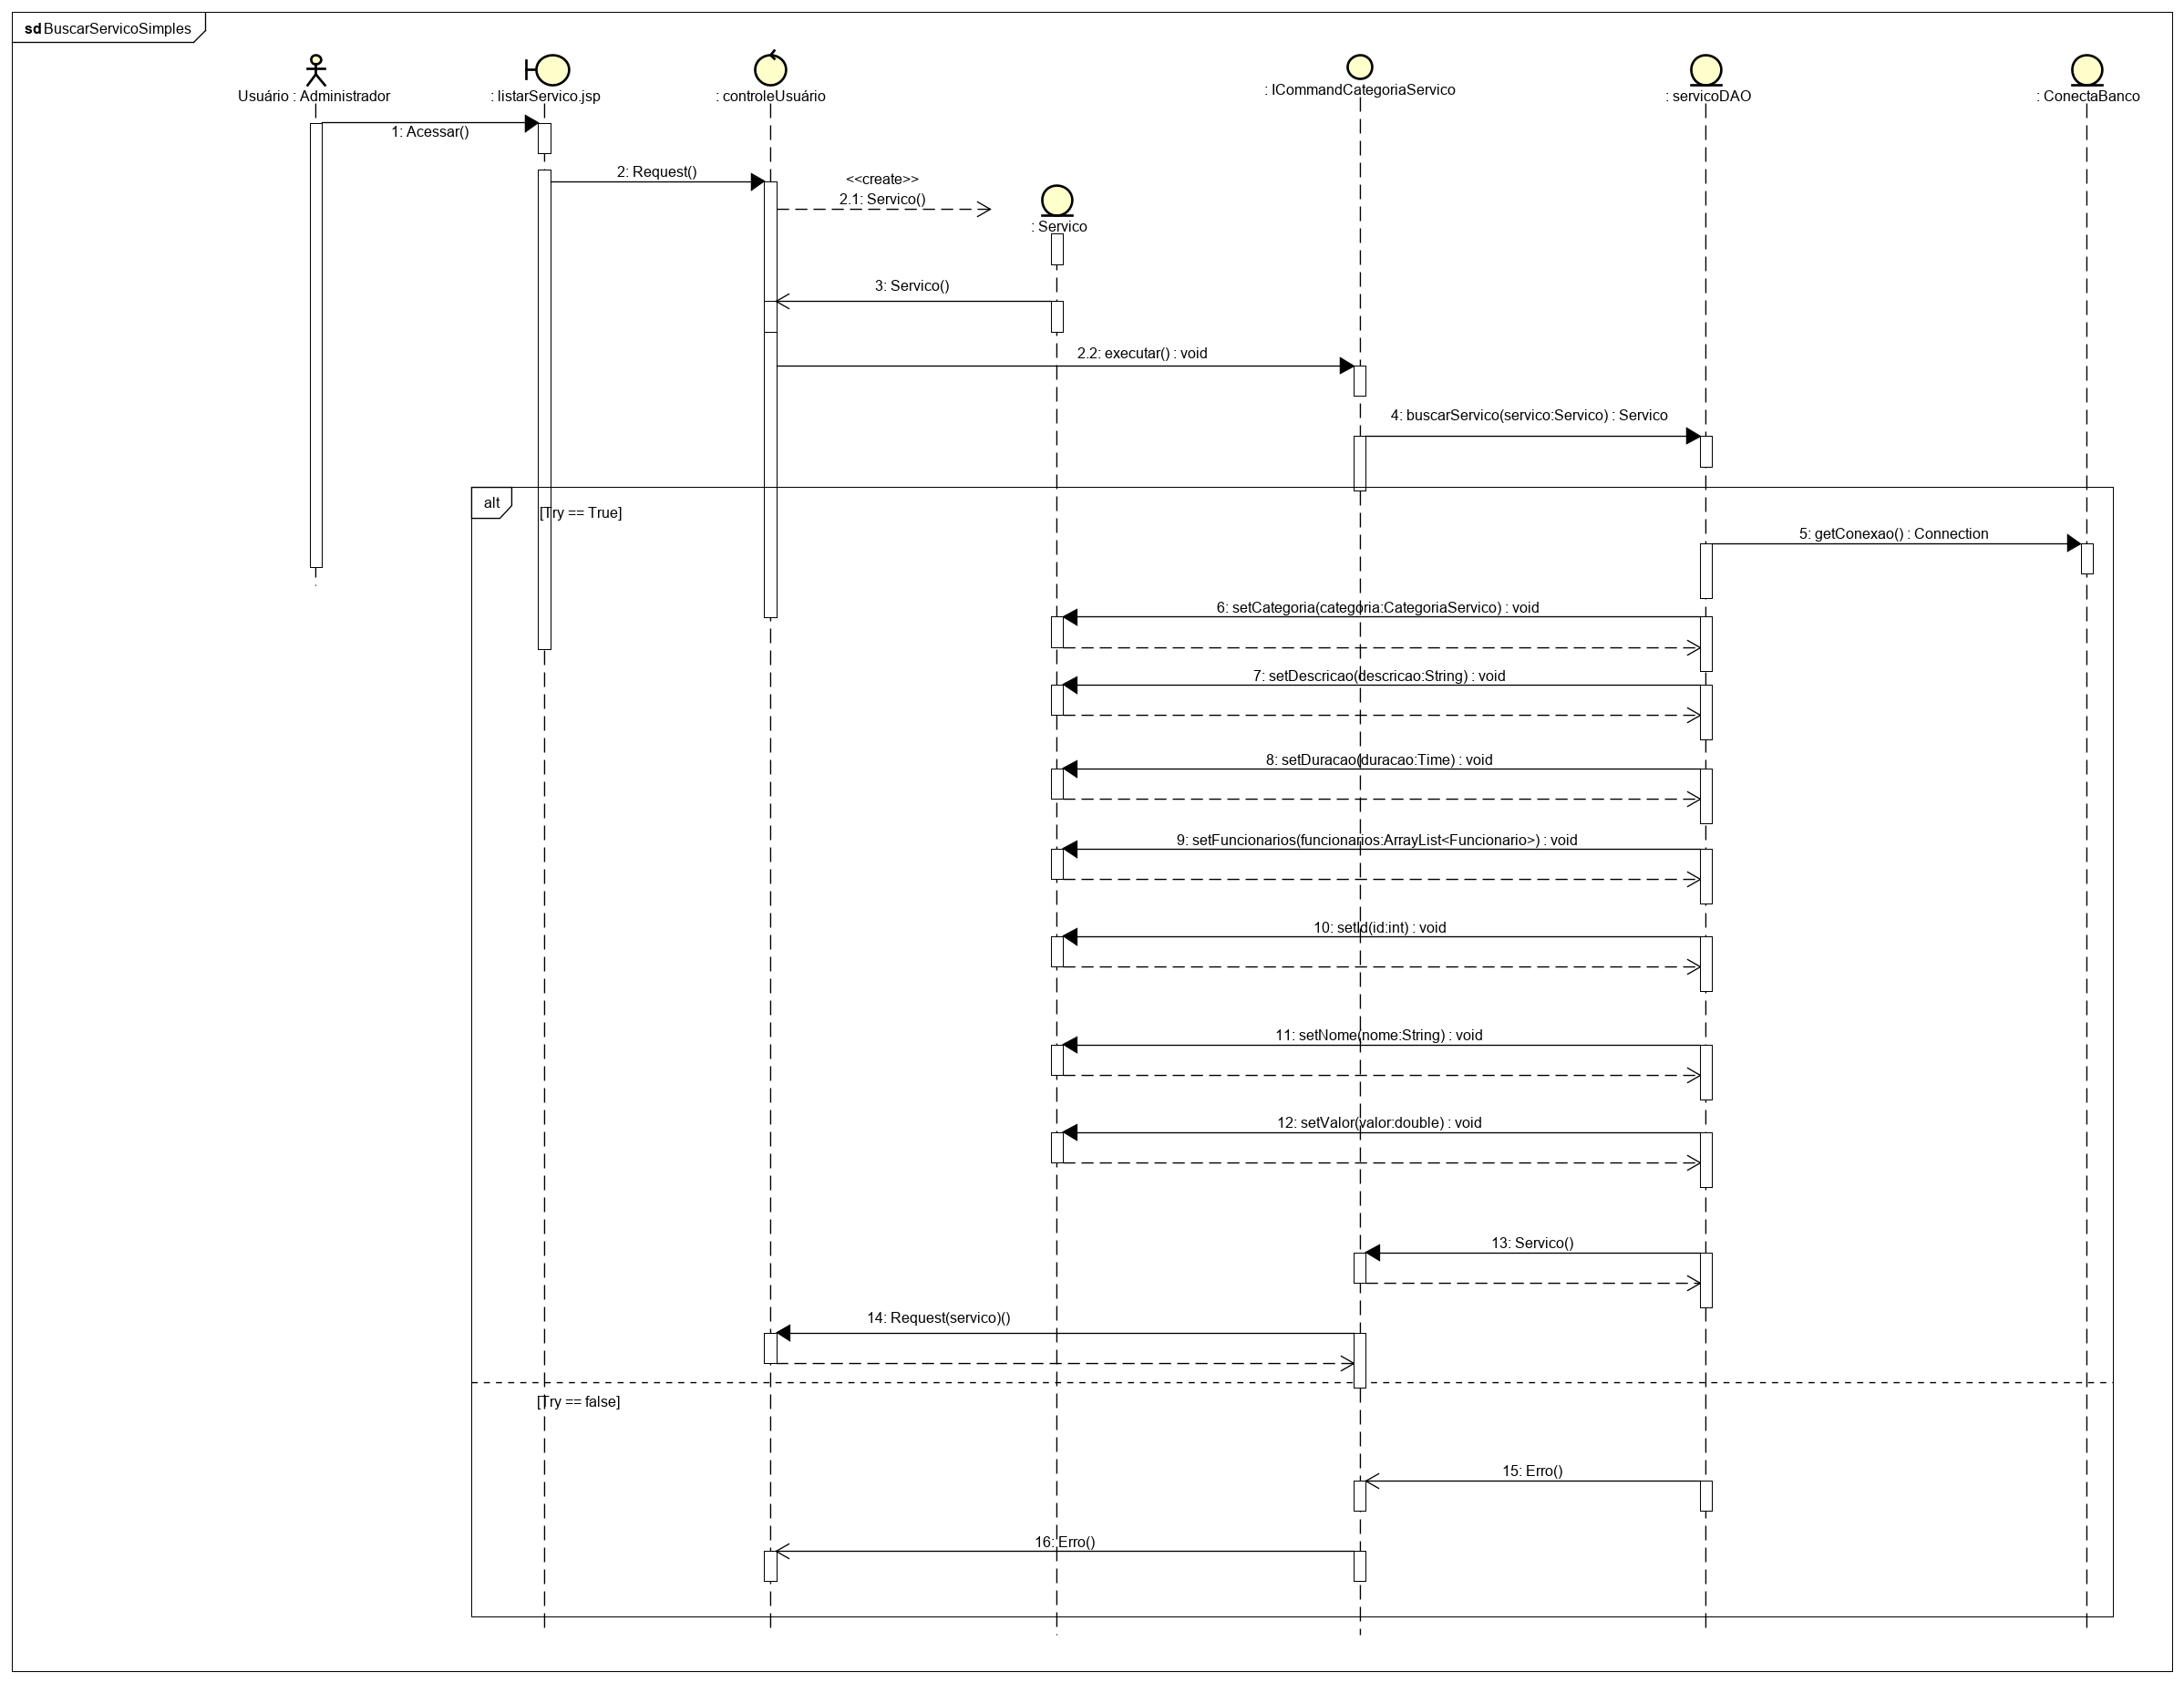 sd BuscarServicoSimples
Usuário : Administrador
: listarServico.jsp
: controleUsuário
: ICommandCategoriaServico
: servicoDAO
: ConectaBanco
1: Acessar()
2: Request()
<<create>>
2.1: Servico()
: Servico
3: Servico()
2.2: executar() : void
4: buscarServico(servico:Servico) : Servico
alt
[Try == True]
5: getConexao() : Connection
6: setCategoria(categoria:CategoriaServico) : void
7: setDescricao(descricao:String) : void
8: setDuracao(duracao:Time) : void
9: setFuncionarios(funcionarios:ArrayList<Funcionario>) : void
10: setId(id:int) : void
11: setNome(nome:String) : void
12: setValor(valor:double) : void
13: Servico()
14: Request(servico)()
[Try == false]
15: Erro()
16: Erro()